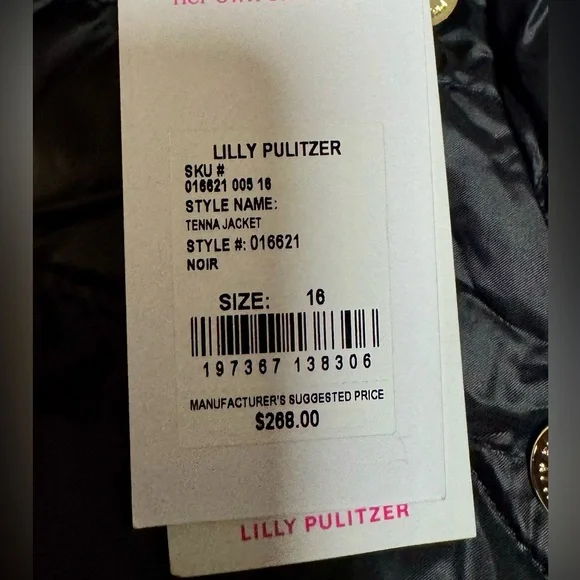 LILLY PULITZER
SKU #
016621 005 16
STYLE NAME:
TENNA JACKET
STYLE #: 016621
NOIR
SIZE: 16
197367 138306
MANUFACTURER'S SUGGESTED PRICE
$268.00
LILLY PULITZER